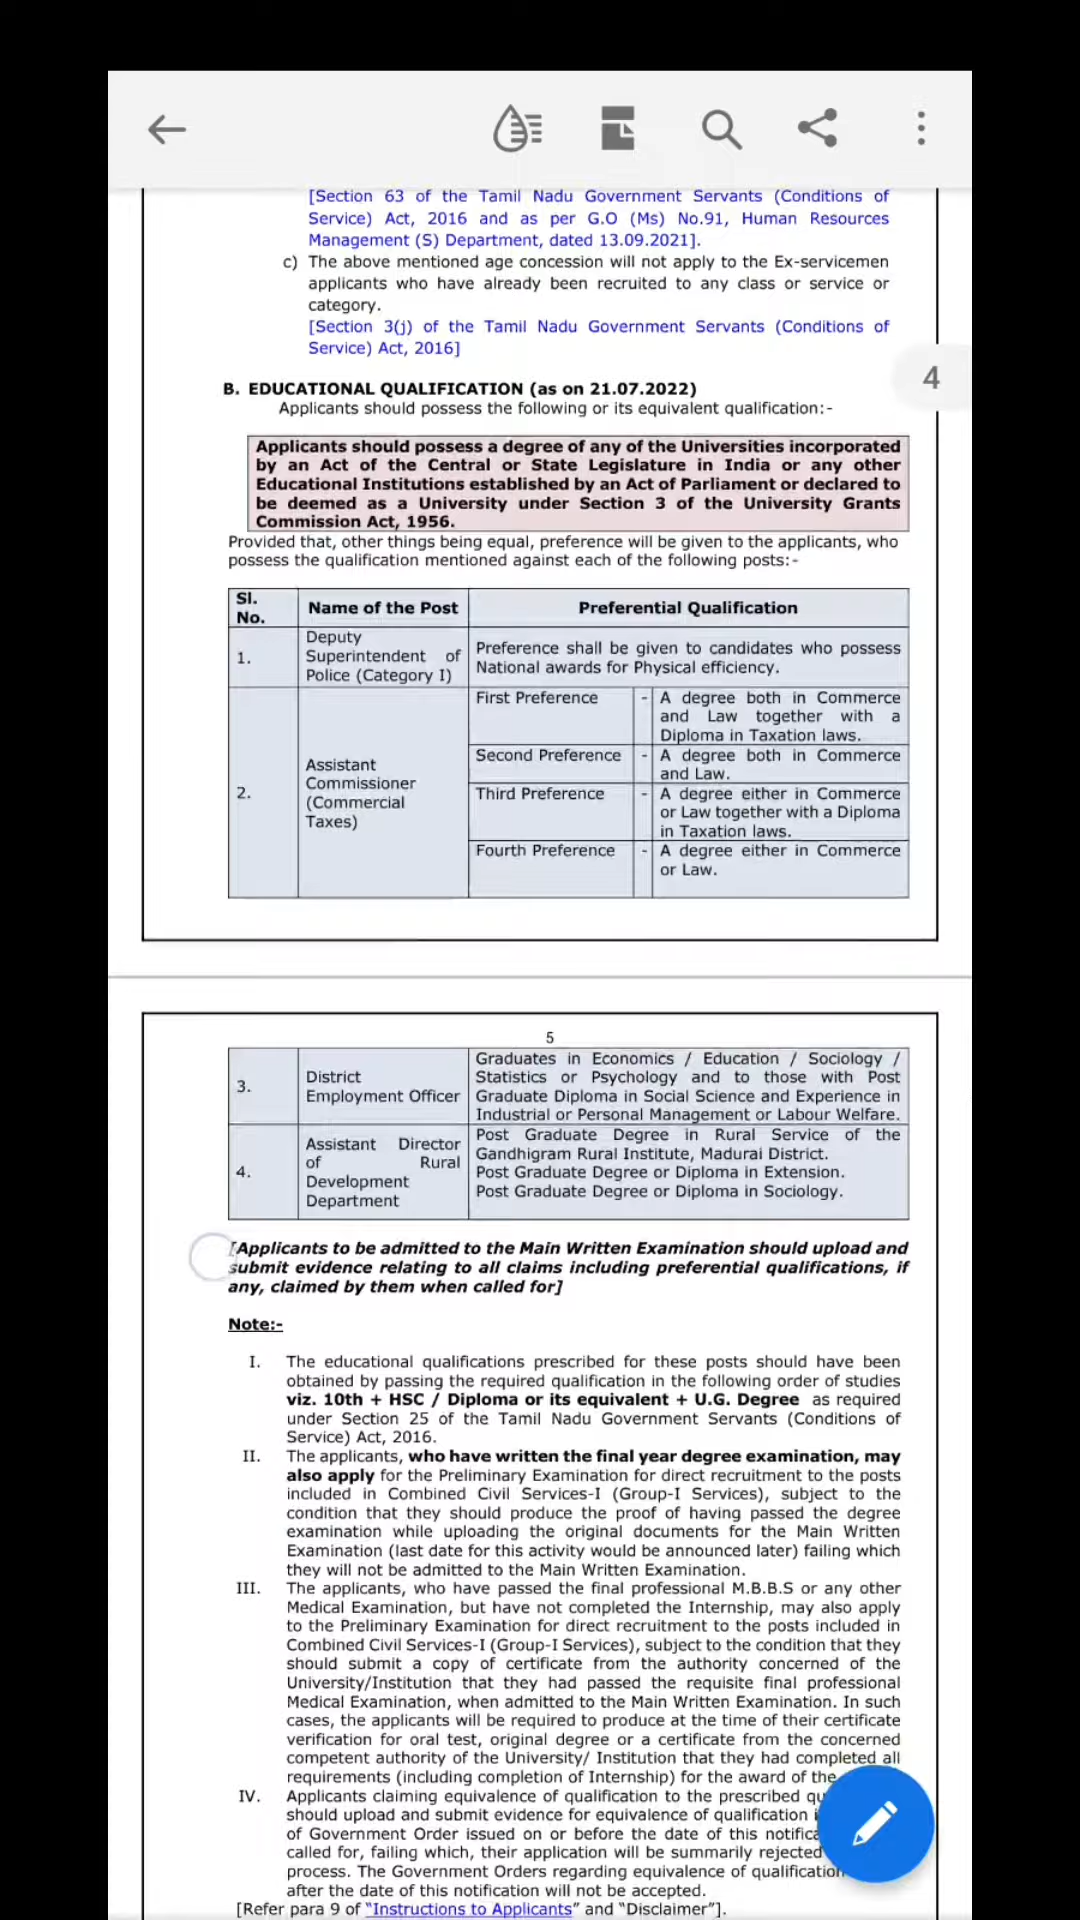 [Section 63 of the Tamil Nadu Government Servants (Conditions of
Service) Act, 2016 and as per G.O (Ms) No.91, Human Resources
Management (S) Department, dated 13.09.2021].
c) The above mentioned age concession will not apply to the Ex-servicemen
applicants who have already been recruited to any class or service or
category.
[Section 3(j) of the Tamil Nadu Government Servants (Conditions of
Service) Act, 2016]
4
B. EDUCATIONAL QUALIFICATION (as on 21.07.2022)
Applicants should possess the following or its equivalent qualification:-
Applicants should possess a degree of any of the Universities incorporated
by an Act of the Central or State Legislature in India or any other
Educational Institutions established by an Act of Parliament or declared to
be deemed as a University under Section 3 of the University Grants
Commission Act, 1956.
Provided that, other things being equal, preference will be given to the applicants, who
possess the qualification mentioned against each of the following posts:-
Sl.
No.
Name of the Post
Preferential Qualification
1.
Deputy
Superintendent of
Police (Category I)
Preference shall be given to candidates who possess
National awards for Physical efficiency.
2.
Assistant
Commissioner
(Commercial
Taxes)
First Preference - A degree both in Commerce
and Law together with a
Diploma in Taxation laws.
Second Preference - A degree both in Commerce
and Law.
Third Preference - A degree either in Commerce
or Law together with a Diploma
in Taxation laws.
Fourth Preference - A degree either in Commerce
or Law.
5
3.
District
Employment Officer
Graduates in Economics / Education / Sociology /
Statistics or Psychology and to those with Post
Graduate Diploma in Social Science and Experience in
Industrial or Personal Management or Labour Welfare.
4.
Assistant Director
of Rural
Development
Department
Post Graduate Degree in Rural Service of the
Gandhigram Rural Institute, Madurai District.
Post Graduate Degree or Diploma in Extension.
Post Graduate Degree or Diploma in Sociology.
[Applicants to be admitted to the Main Written Examination should upload and
submit evidence relating to all claims including preferential qualifications, if
any, claimed by them when called for]
Note:-
I. The educational qualifications prescribed for these posts should have been
obtained by passing the required qualification in the following order of studies
viz. 10th + HSC / Diploma or its equivalent + U.G. Degree as required
under Section 25 of the Tamil Nadu Government Servants (Conditions of
Service) Act, 2016.
II. The applicants, who have written the final year degree examination, may
also apply for the Preliminary Examination for direct recruitment to the posts
included in Combined Civil Services-I (Group-I Services), subject to the
condition that they should produce the proof of having passed the degree
examination while uploading the original documents for the Main Written
Examination (last date for this activity would be announced later) failing which
they will not be admitted to the Main Written Examination.
III. The applicants, who have passed the final professional M.B.B.S or any other
Medical Examination, but have not completed the Internship, may also apply
to the Preliminary Examination for direct recruitment to the posts included in
Combined Civil Services-I (Group-I Services), subject to the condition that they
should submit a copy of certificate from the authority concerned of the
University/Institution that they had passed the requisite final professional
Medical Examination, when admitted to the Main Written Examination. In such
cases, the applicants will be required to produce at the time of their certificate
verification for oral test, original degree or a certificate from the concerned
competent authority of the University/ Institution that they had completed all
requirements (including completion of Internship) for the award of the
IV. Applicants claiming equivalence of qualification to the prescribed
should upload and submit evidence for equivalence of qualification
of Government Order issued on or before the date of this
called for, failing which, their application will be summarily rejected
process. The Government Orders regarding equivalence of qualification
after the date of this notification will not be accepted.
[Refer para 9 of "Instructions to Applicants" and "Disclaimer"].